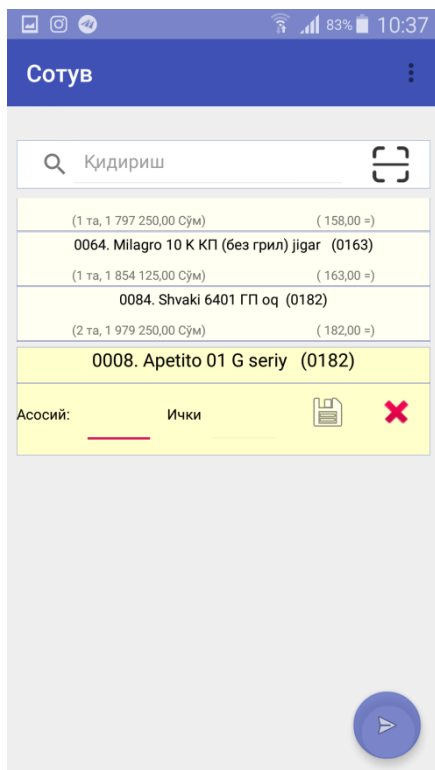 83% 10:37
Сотув
Қидириш
(1 та, 1 797 250,00 Сўм) ( 158,00 =)
0064. Milagro 10 К КП (без грил) jigar (0163)
(1 та, 1 854 125,00 Сўм) ( 163,00 =)
0084. Shvaki 6401 ГП oq (0182)
(2 та, 1 979 250,00 Сўм) ( 182,00 =)
0008. Apetito 01 G seriy (0182)
Асосий: Ички